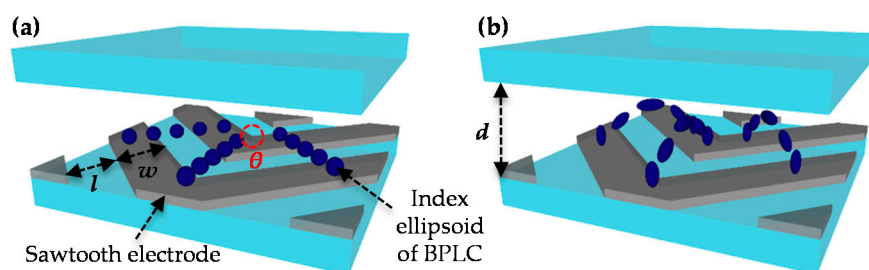 (a)
l
w
θ
Sawtooth electrode
Index
ellipsoid
of BPLC
(b)
d